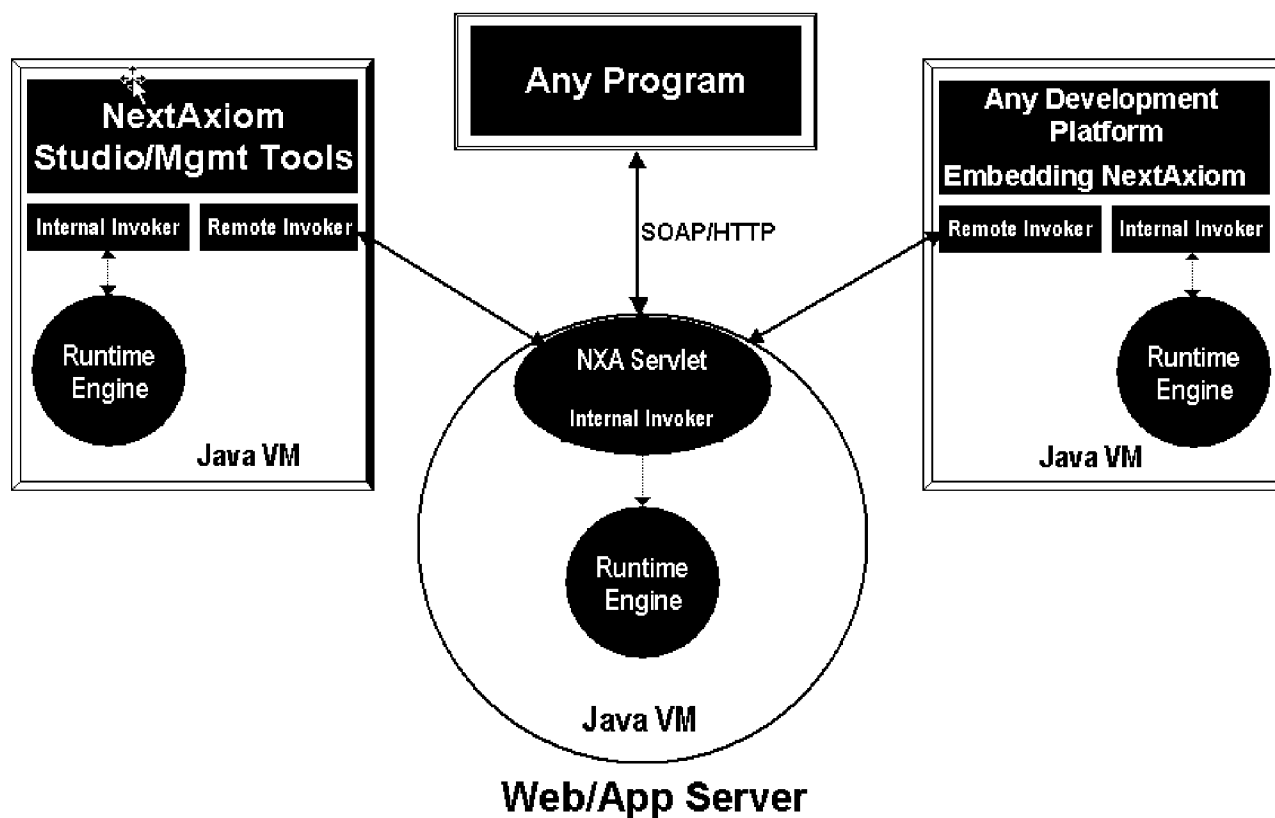 NextAxiom
Studio/Mgmt Tools
Internal Invoker
Remote Invoker
Runtime
Engine
Java VM
Any Program
SOAP/HTTP
Any Development
Platform
Embedding NextAxiom
Remote Invoker
Internal Invoker
Runtime
Engine
Java VM
NXA Servlet
Internal Invoker
Runtime
Engine
Java VM
Web/App Server